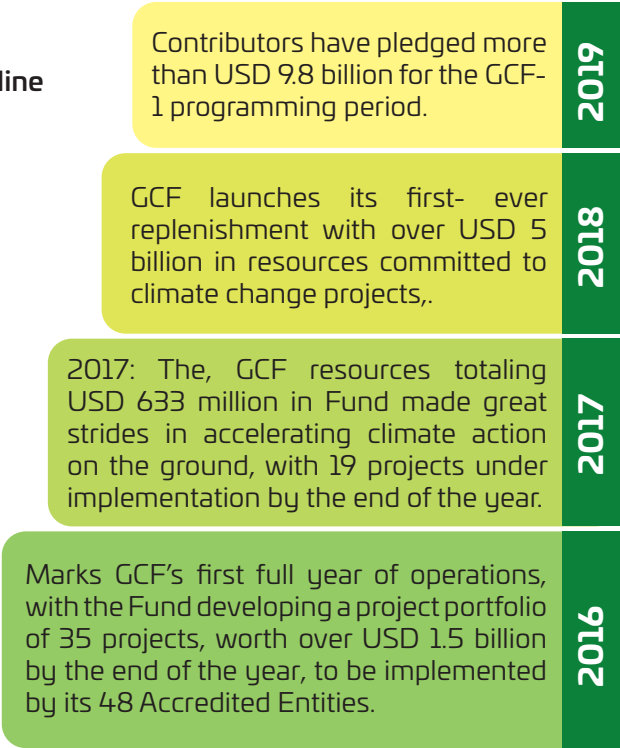 line
Contributors have pledged more
than USD 9.8 billion for the GCF-
1 programming period.
2019
GCF launches its first- ever
replenishment with over USD 5
billion in resources committed to
climate change projects,.
2018
2017: The, GCF resources totaling
USD 633 million in Fund made great
strides in accelerating climate action
on the ground, with 19 projects under
implementation by the end of the year.
2017
Marks GCF's first full year of operations,
with the Fund developing a project portfolio
of 35 projects, worth over USD 1.5 billion
by the end of the year, to be implemented
by its 48 Accredited Entities.
2016